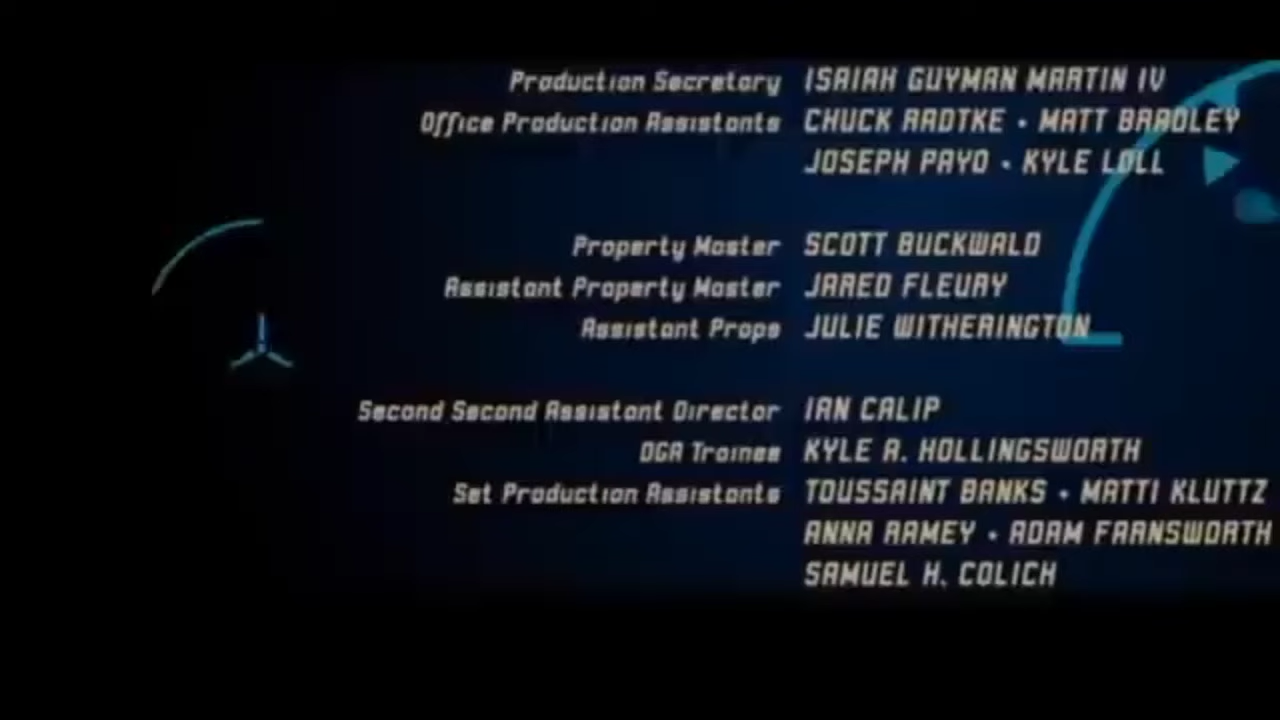 Production Secretary ISAIAH GUYMAN MARTIN IV
Office Production Assistants CHUCK RADTKE • MATT BRADLEY
JOSEPH PAYO • KYLE LOLL
Property Master SCOTT BUCKWALD
Assistant Property Master JARED FLEURY
Assistant Props JULIE WITHERINGTON
Second Second Assistant Director IAN CALIP
DGA Trainee KYLE A. HOLLINGSWORTH
Set Production Assistants TOUSSAINT BANKS • MATTI KLUTTZ
ANNA RAMEY • ADAM FARNSWORTH
SAMUEL H. COLICH